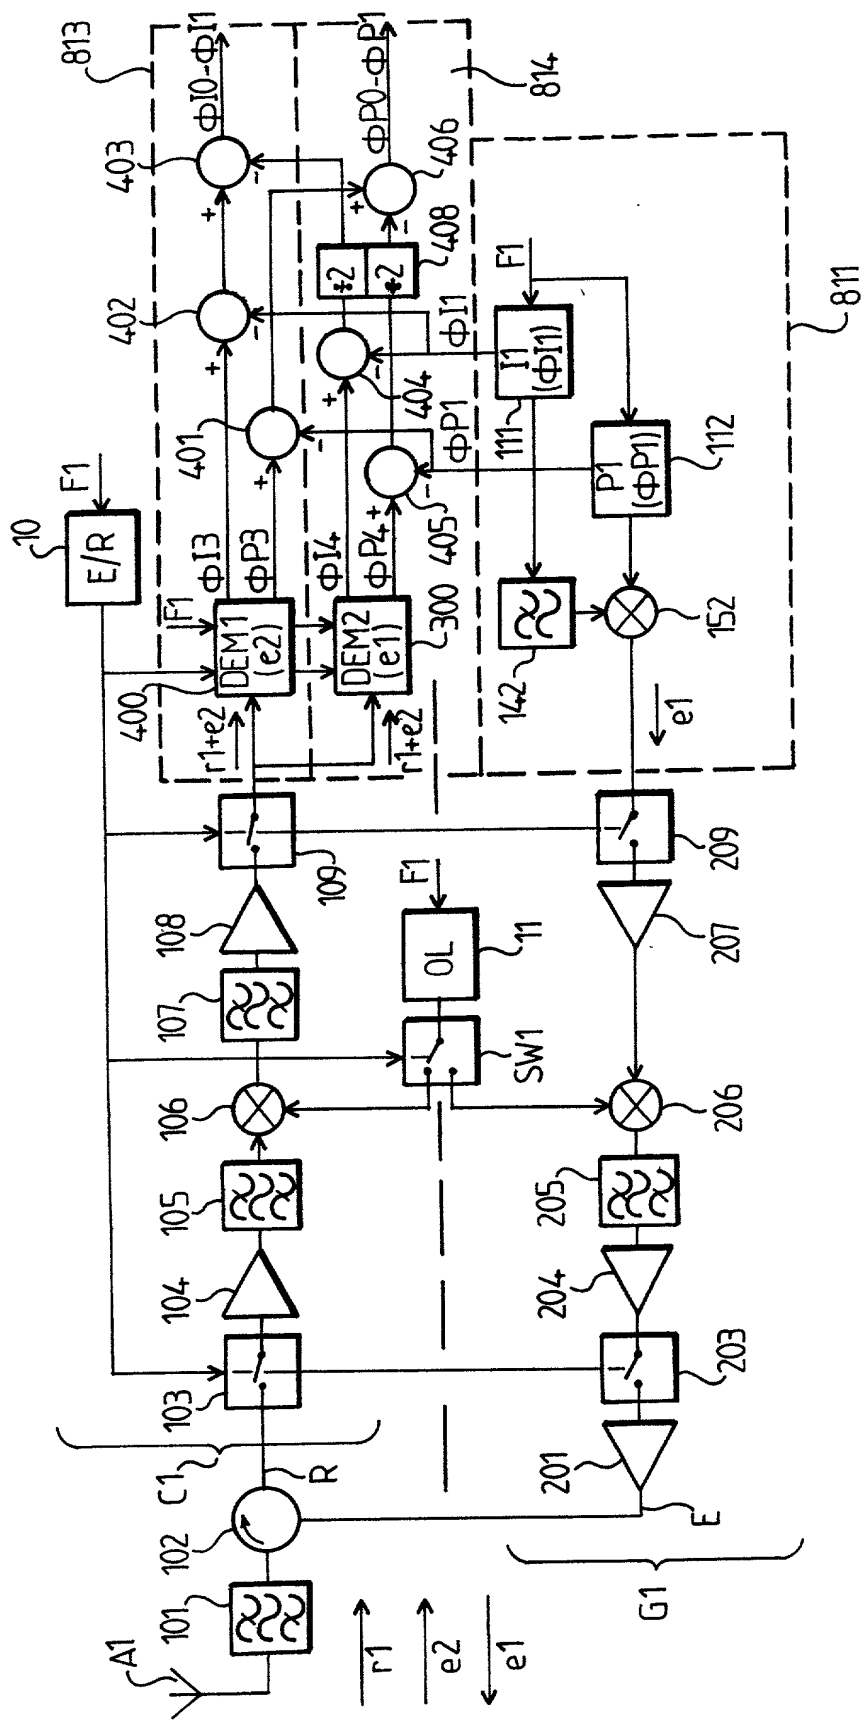 813
ΦI0-ΦI1
ΦP0-ΦP1
814
403
+
-
406
+
-
402
+
-
÷2
÷2
408
ΦI1
F1
811
404
+
-
401
+
-
ΦP1
405
+
-
I1
(ΦI1)
111
P1
(ΦP1)
112
10
F1
E/R
ΦI3
ΦP3
ΦI4
ΦP4
F1
DEM1
(e2)
400
DEM2
(e1)
300
142
152
r1+e2
r1+e2
e1
109
209
108
F1
OL
11
207
107
SW1
106
206
105
205
104
204
103
203
C1
R
201
E
102
101
A1
r1
e2
e1
G1